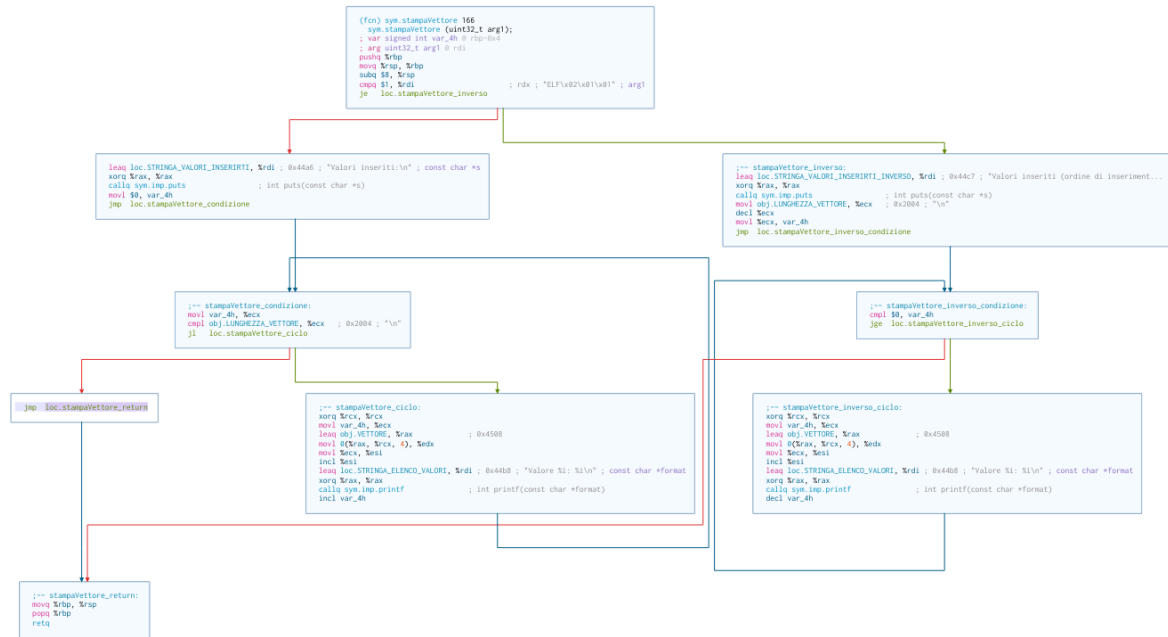 (fcn) sym.stampaVettore 166
sym.stampaVettore (uint32_t arg1);
; var signed int var_4h @ rbp-0x4
; arg uint32_t arg1 @ rdi
pushq %rbp
movq %rsp, %rbp
subq $8, %rsp
cmpq $1, %rdi ; rdx ; "ELF\x02\x01\x01" ; arg1
je loc.stampaVettore_inverso
leaq loc.STRINGA_VALORI_INSERIRTI, %rdi ; 0x44a6 ; "Valori inseriti:\n" ; const char *s
xorq %rax, %rax
callq sym.imp.puts ; int puts(const char *s)
movl $0, var_4h
jmp loc.stampaVettore_condizione
;-- stampaVettore_inverso:
leaq loc.STRINGA_VALORI_INSERIRTI_INVERSO, %rdi ; 0x44c7 ; "Valori inseriti (ordine di inseriment...
xorq %rax, %rax
callq sym.imp.puts ; int puts(const char *s)
movl obj.LUNGHEZZA_VETTORE, %ecx ; 0x2004 ; "\n"
decl %ecx
movl %ecx, var_4h
jmp loc.stampaVettore_inverso_condizione
;-- stampaVettore_condizione:
movl var_4h, %ecx
cmpl obj.LUNGHEZZA_VETTORE, %ecx ; 0x2004 ; "\n"
jl loc.stampaVettore_ciclo
;-- stampaVettore_inverso_condizione:
cmpl $0, var_4h
jge loc.stampaVettore_inverso_ciclo
jmp loc.stampaVettore_return
;-- stampaVettore_ciclo:
xorq %rcx, %rcx
movl var_4h, %ecx
leaq obj.VETTORE, %rax ; 0x4508
movl 0(%rax, %rcx, 4), %edx
movl %ecx, %esi
incl %esi
leaq loc.STRINGA_ELENCO_VALORI, %rdi ; 0x44b8 ; "Valore %i: %i\n" ; const char *format
xorq %rax, %rax
callq sym.imp.printf ; int printf(const char *format)
incl var_4h
;-- stampaVettore_inverso_ciclo:
xorq %rcx, %rcx
movl var_4h, %ecx
leaq obj.VETTORE, %rax ; 0x4508
movl 0(%rax, %rcx, 4), %edx
movl %ecx, %esi
incl %esi
leaq loc.STRINGA_ELENCO_VALORI, %rdi ; 0x44b8 ; "Valore %i: %i\n" ; const char *format
xorq %rax, %rax
callq sym.imp.printf ; int printf(const char *format)
decl var_4h
;-- stampaVettore_return:
movq %rbp, %rsp
popq %rbp
retq